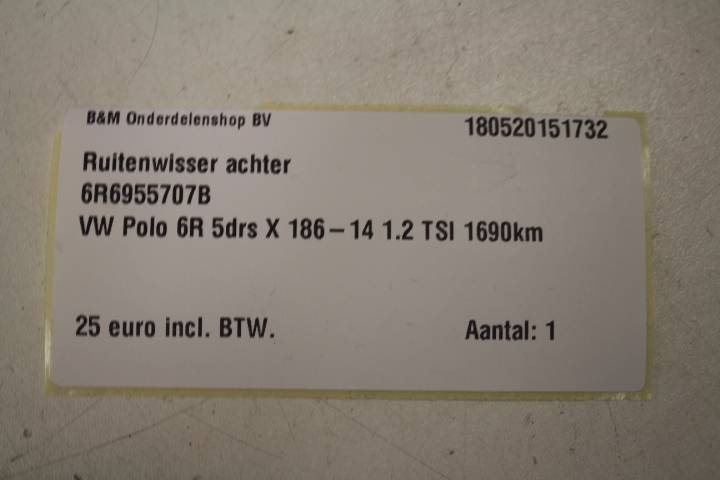 B&M Onderdelenshop BV 180520151732
Ruitenwisser achter
6R6955707B
VW Polo 6R 5drs X 186-14 1.2 TSI 1690km
25 euro incl. BTW. Aantal: 1